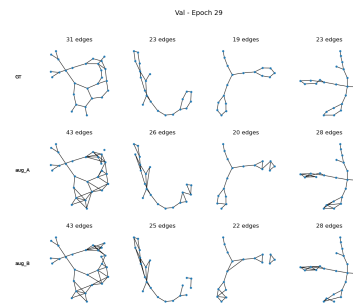 Val - Epoch 29
31 edges
23 edges
19 edges
23 edges
GT
43 edges
26 edges
20 edges
28 edges
aug_A
43 edges
25 edges
22 edges
28 edges
aug_B